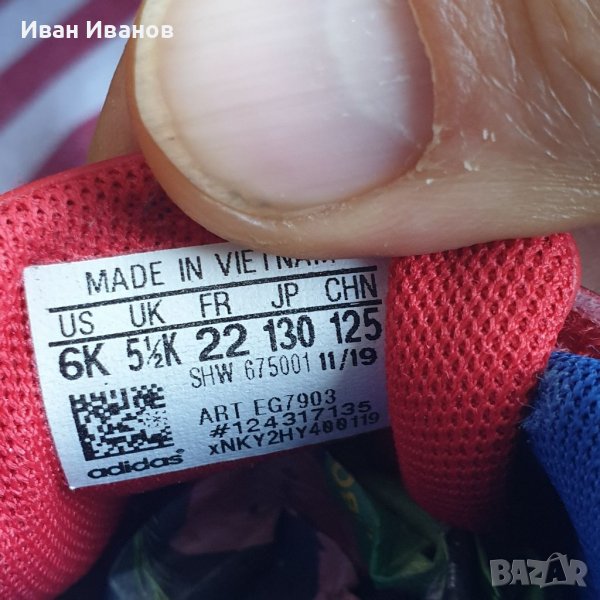 Иван Иванов
MADE IN VIETNAM
US UK FR JP CHN
6K 5½K 22 130 125
SHW 675001 11/19
ART EG7903
#124317135
xNKY2HY400119
adidas®
BAZAR